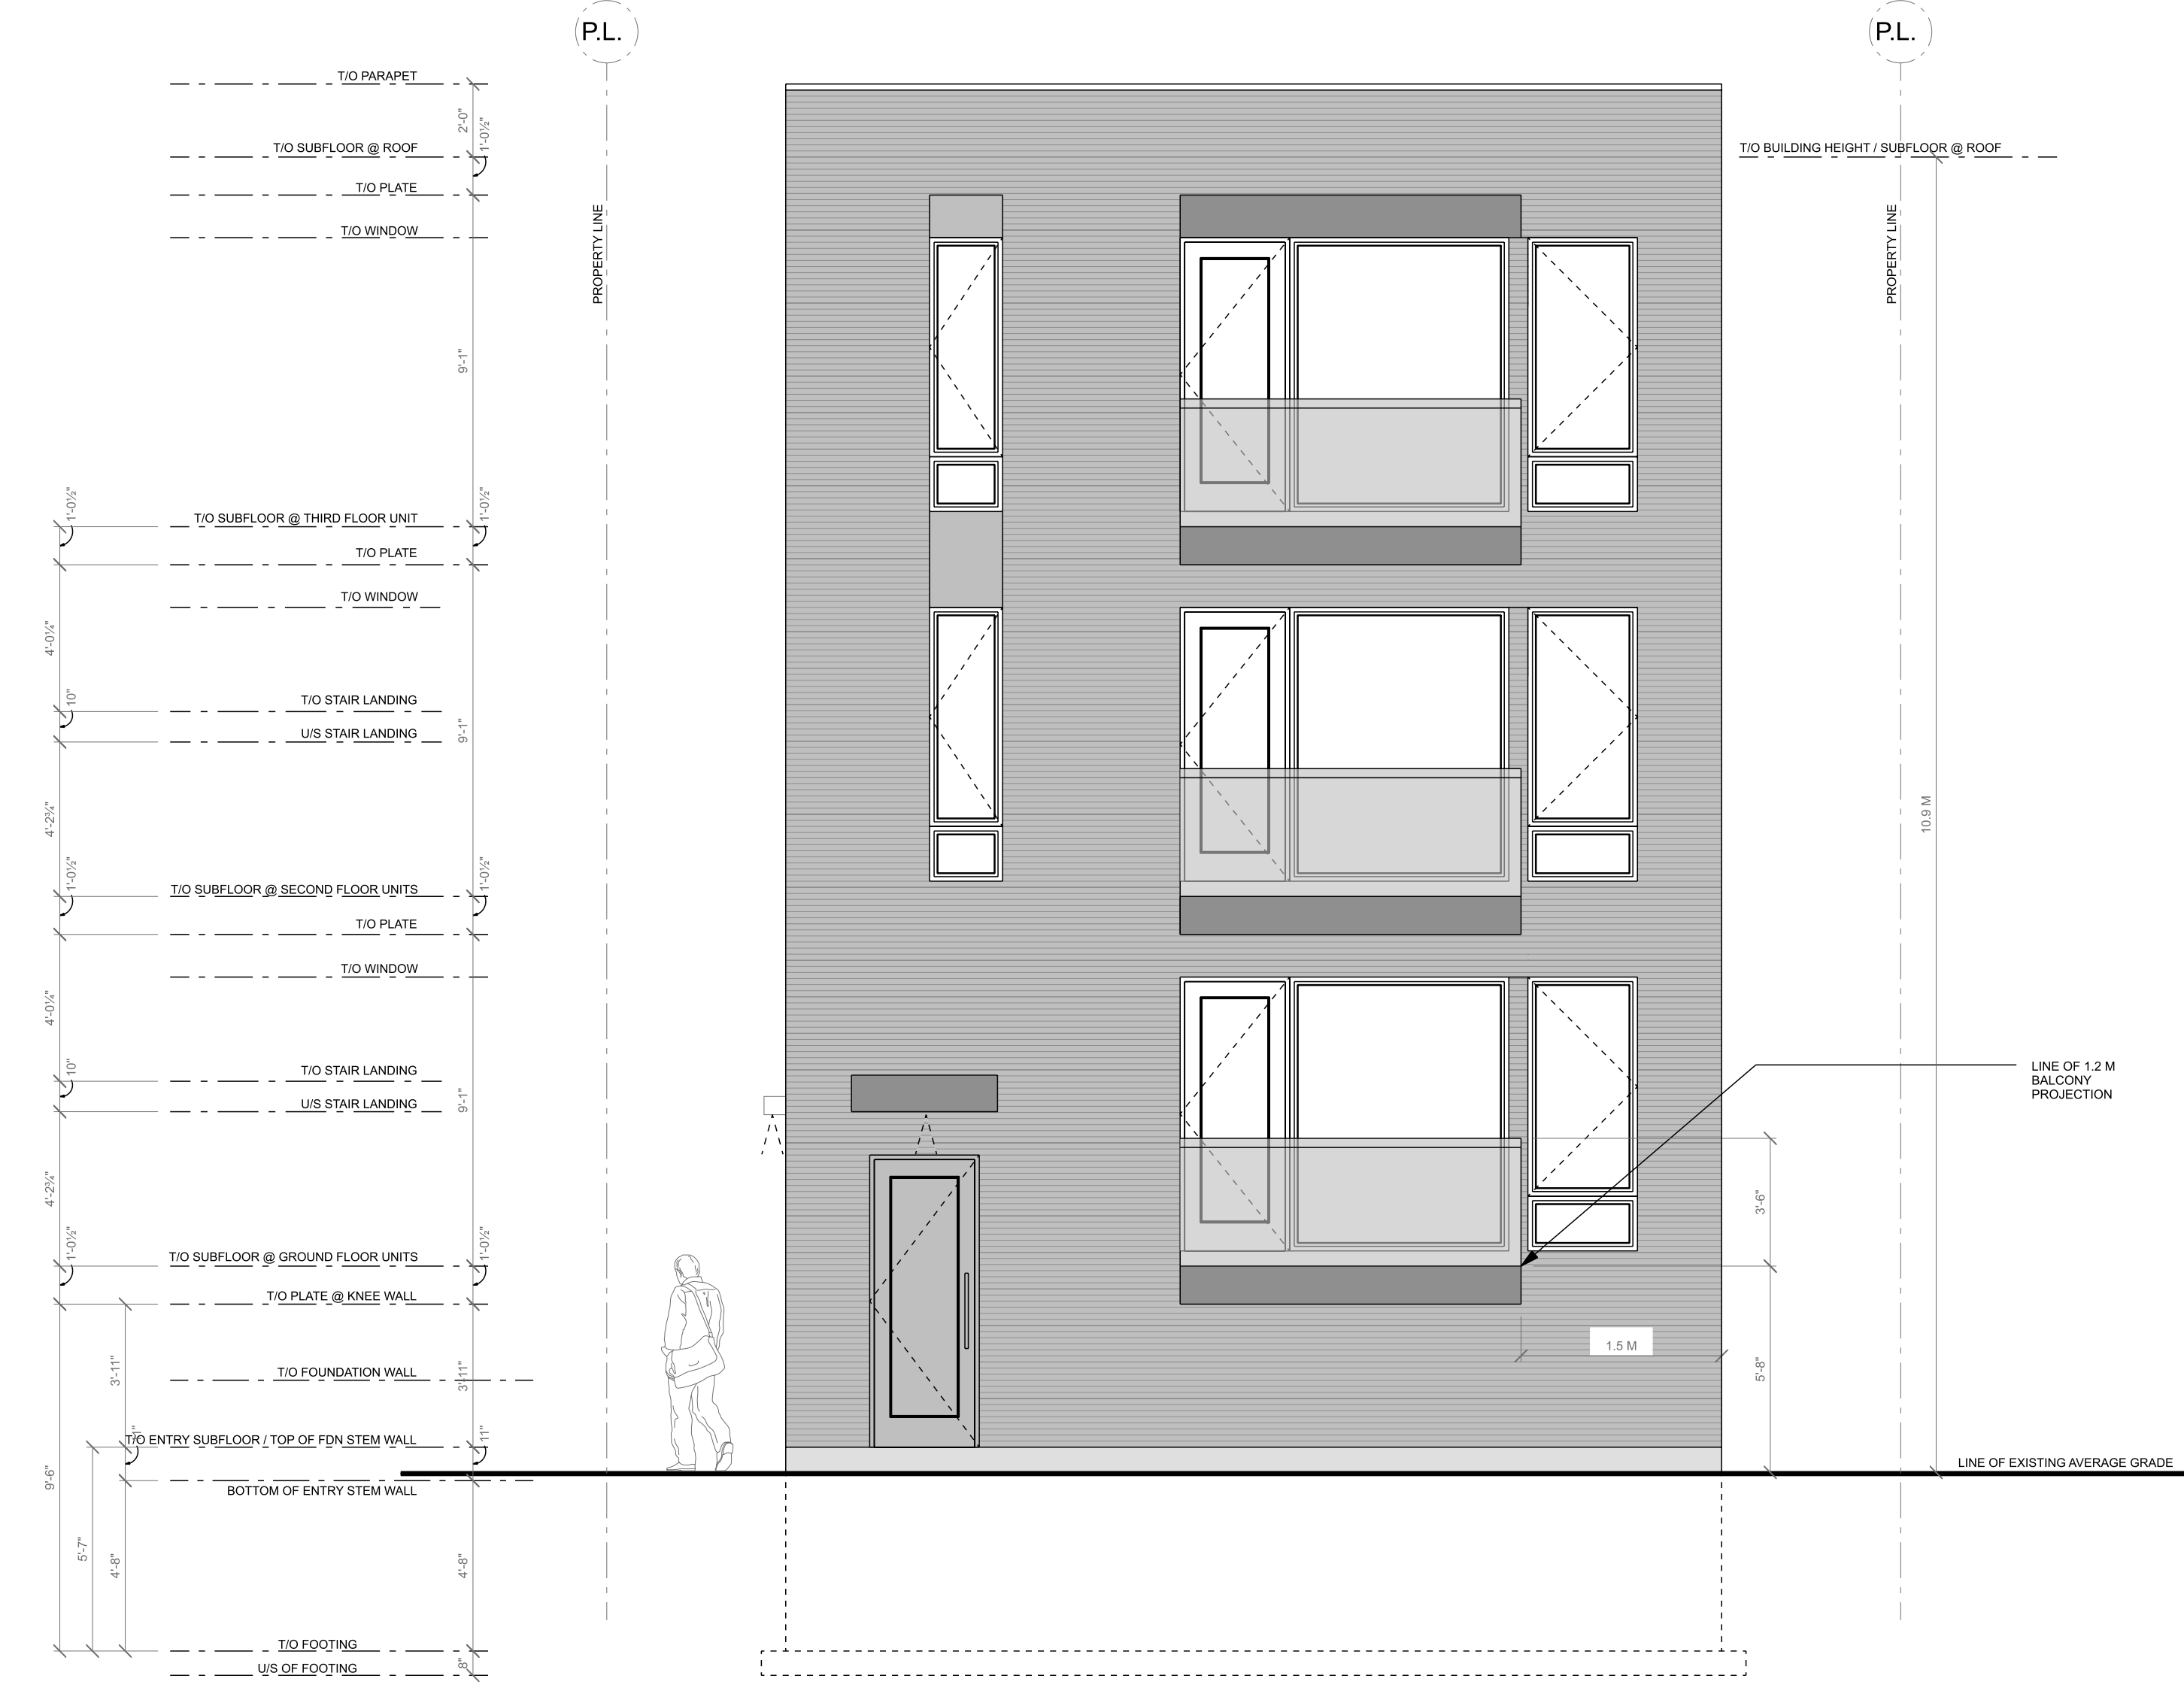 P.L.
P.L.
T/O PARAPET
2'-0"
1'-0½"
T/O SUBFLOOR @ ROOF
T/O BUILDING HEIGHT / SUBFLOOR @ ROOF
T/O PLATE
PROPERTY LINE
PROPERTY LINE
T/O WINDOW
9'-1"
1'-0½"
1'-0½"
T/O SUBFLOOR @ THIRD FLOOR UNIT
T/O PLATE
T/O WINDOW
4'-0¼"
10"
T/O STAIR LANDING
U/S STAIR LANDING
9'-1"
4'-2¾"
10.9 M
1'-0½"
1'-0½"
T/O SUBFLOOR @ SECOND FLOOR UNITS
T/O PLATE
T/O WINDOW
4'-0¼"
10"
T/O STAIR LANDING
U/S STAIR LANDING
9'-1"
LINE OF 1.2 M
BALCONY
PROJECTION
4'-2¾"
3'-6"
1'-0½"
1'-0½"
T/O SUBFLOOR @ GROUND FLOOR UNITS
T/O PLATE @ KNEE WALL
1.5 M
3'-11"
T/O FOUNDATION WALL
3'-11"
5'-8"
11"
T/O ENTRY SUBFLOOR / TOP OF FDN STEM WALL
11"
LINE OF EXISTING AVERAGE GRADE
9'-6"
BOTTOM OF ENTRY STEM WALL
5'-7"
4'-8"
4'-8"
T/O FOOTING
U/S OF FOOTING
8"